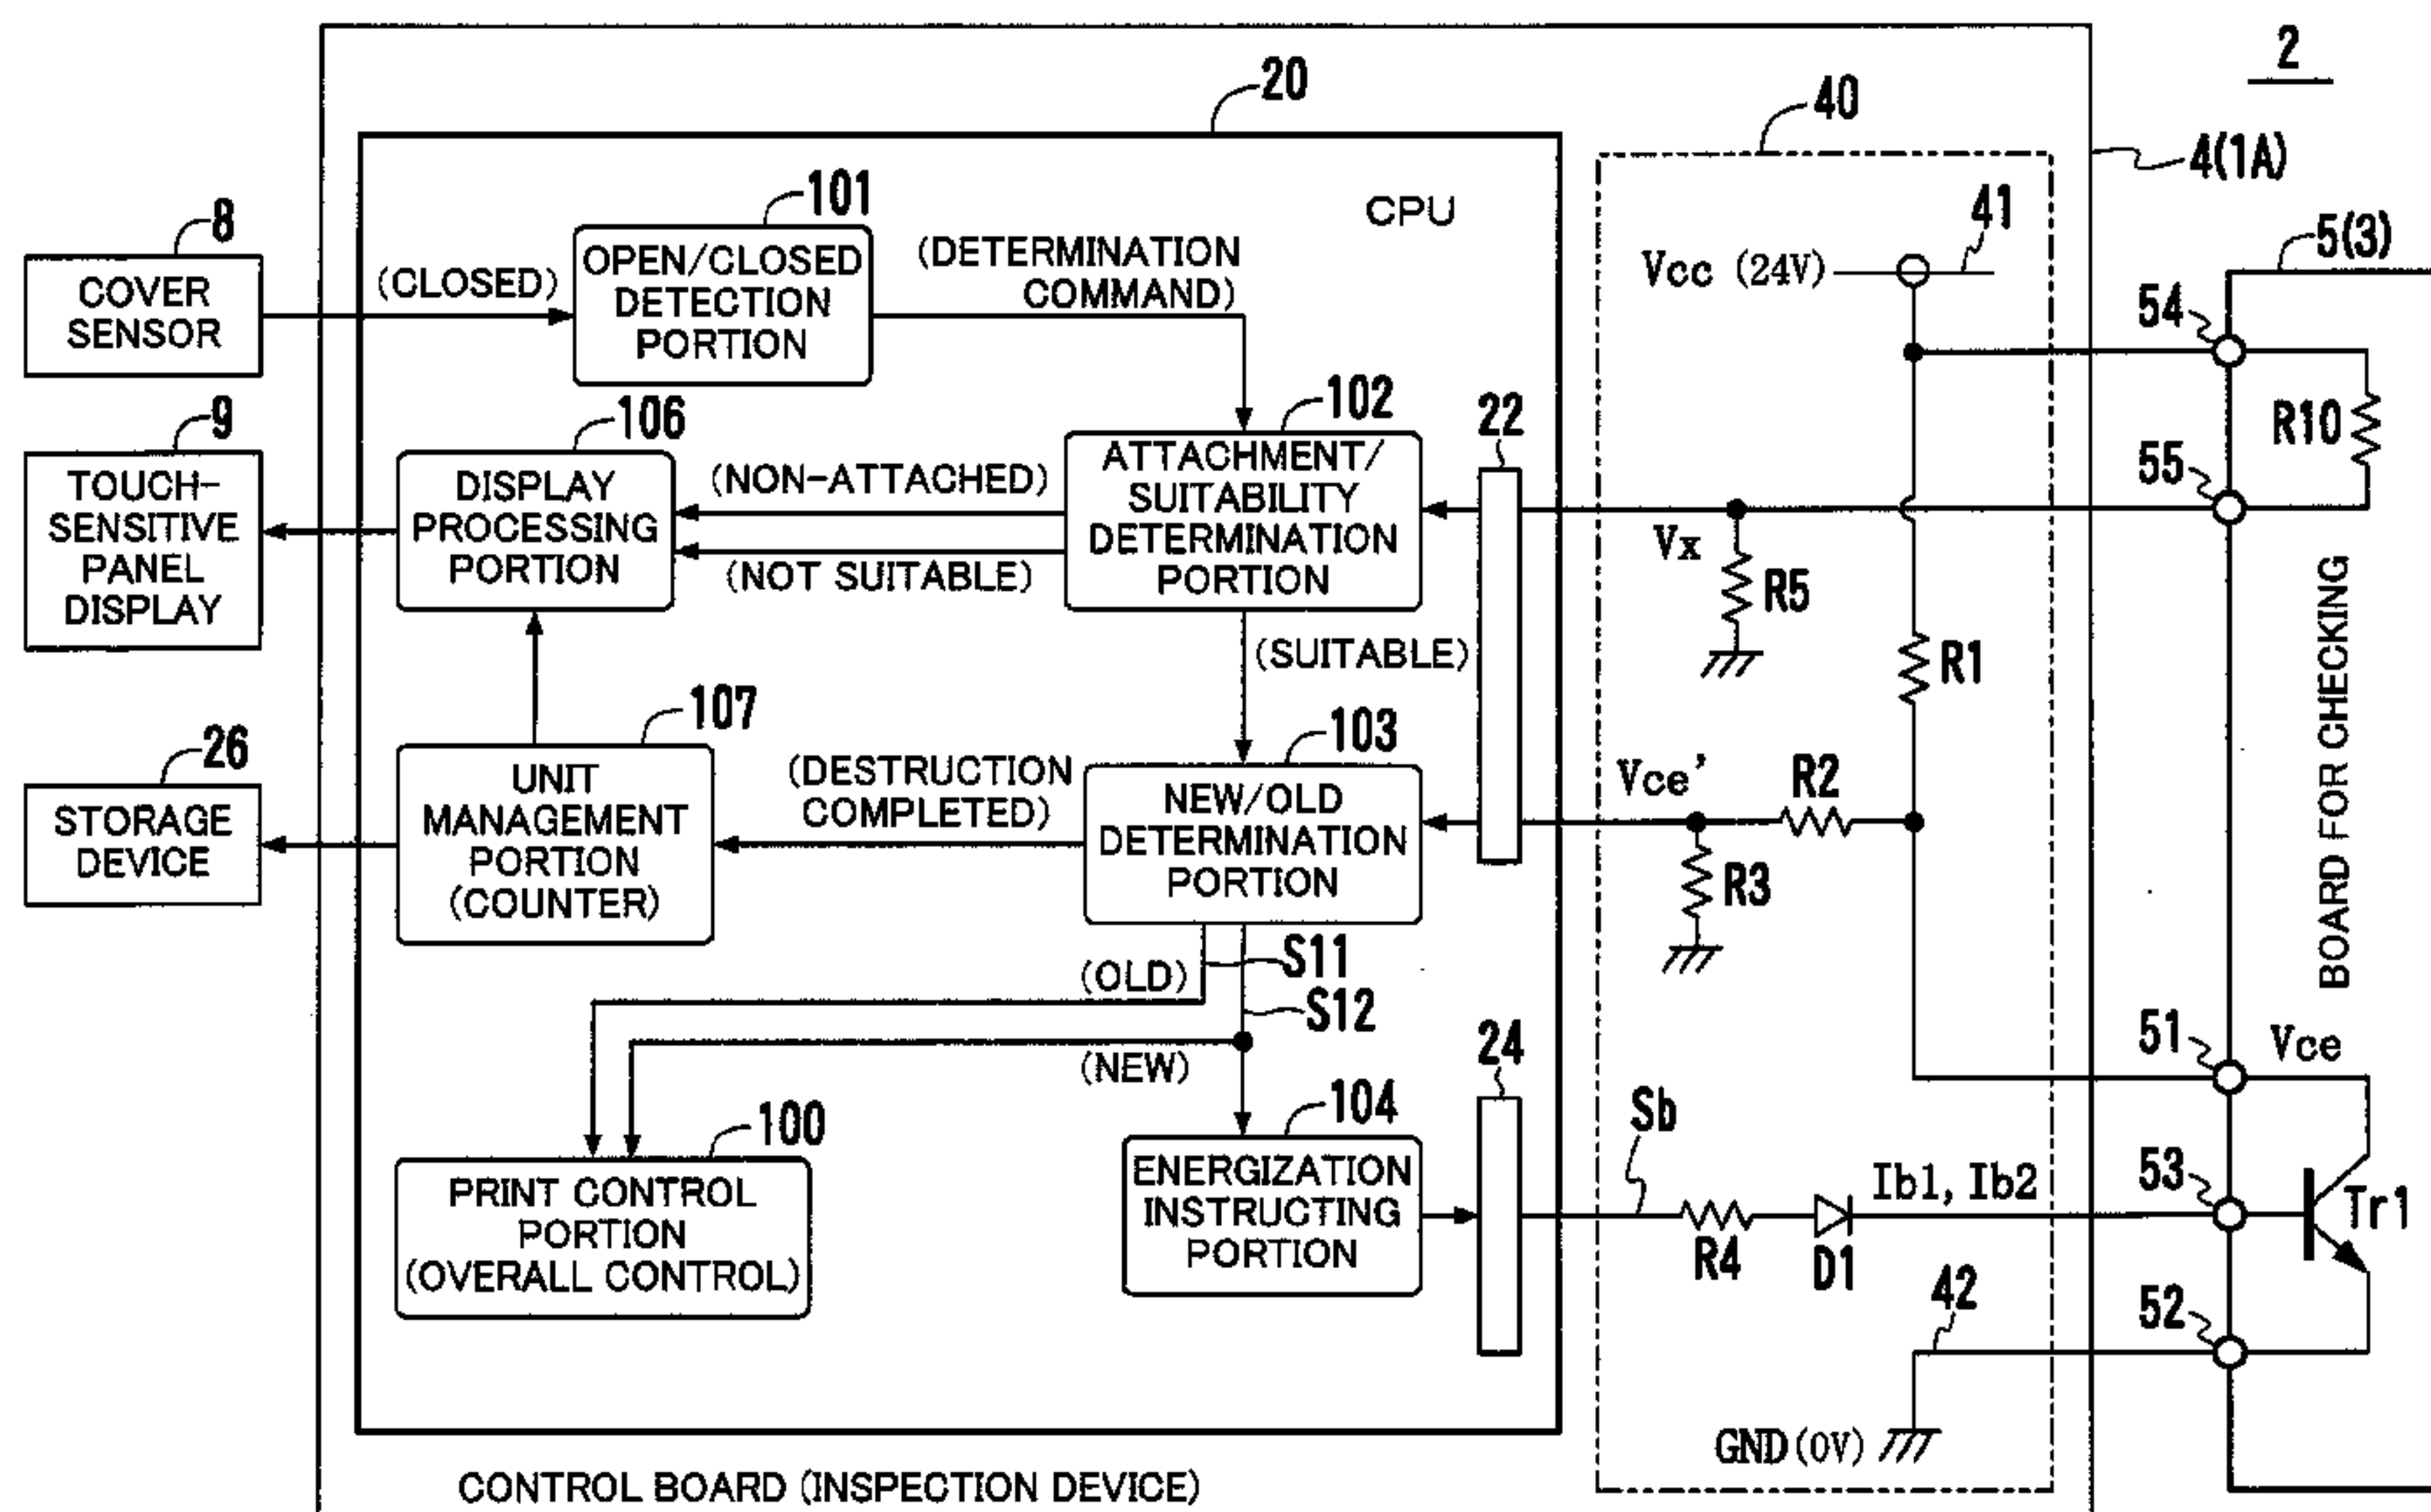 2
20
40
4(1A)
101
CPU
41
8
OPEN/CLOSED
DETECTION
PORTION
(DETERMINATION
COMMAND)
Vcc (24V)
5(3)
COVER
SENSOR
(CLOSED)
54
9
106
102
22
R10
TOUCH-
SENSITIVE
PANEL
DISPLAY
DISPLAY
PROCESSING
PORTION
(NON-ATTACHED)
(NOT SUITABLE)
ATTACHMENT/
SUITABILITY
DETERMINATION
PORTION
55
Vx
R5
(SUITABLE)
R1
BOARD FOR CHECKING
26
107
103
Vce'
R2
STORAGE
DEVICE
UNIT
MANAGEMENT
PORTION
(COUNTER)
(DESTRUCTION
COMPLETED)
NEW/OLD
DETERMINATION
PORTION
R3
(OLD)
S11
S12
(NEW)
24
51
Vce
100
104
Sb
53
PRINT CONTROL
PORTION
(OVERALL CONTROL)
ENERGIZATION
INSTRUCTING
PORTION
Ib1, Ib2
Tr1
R4
D1
42
52
GND(0V)
CONTROL BOARD (INSPECTION DEVICE)